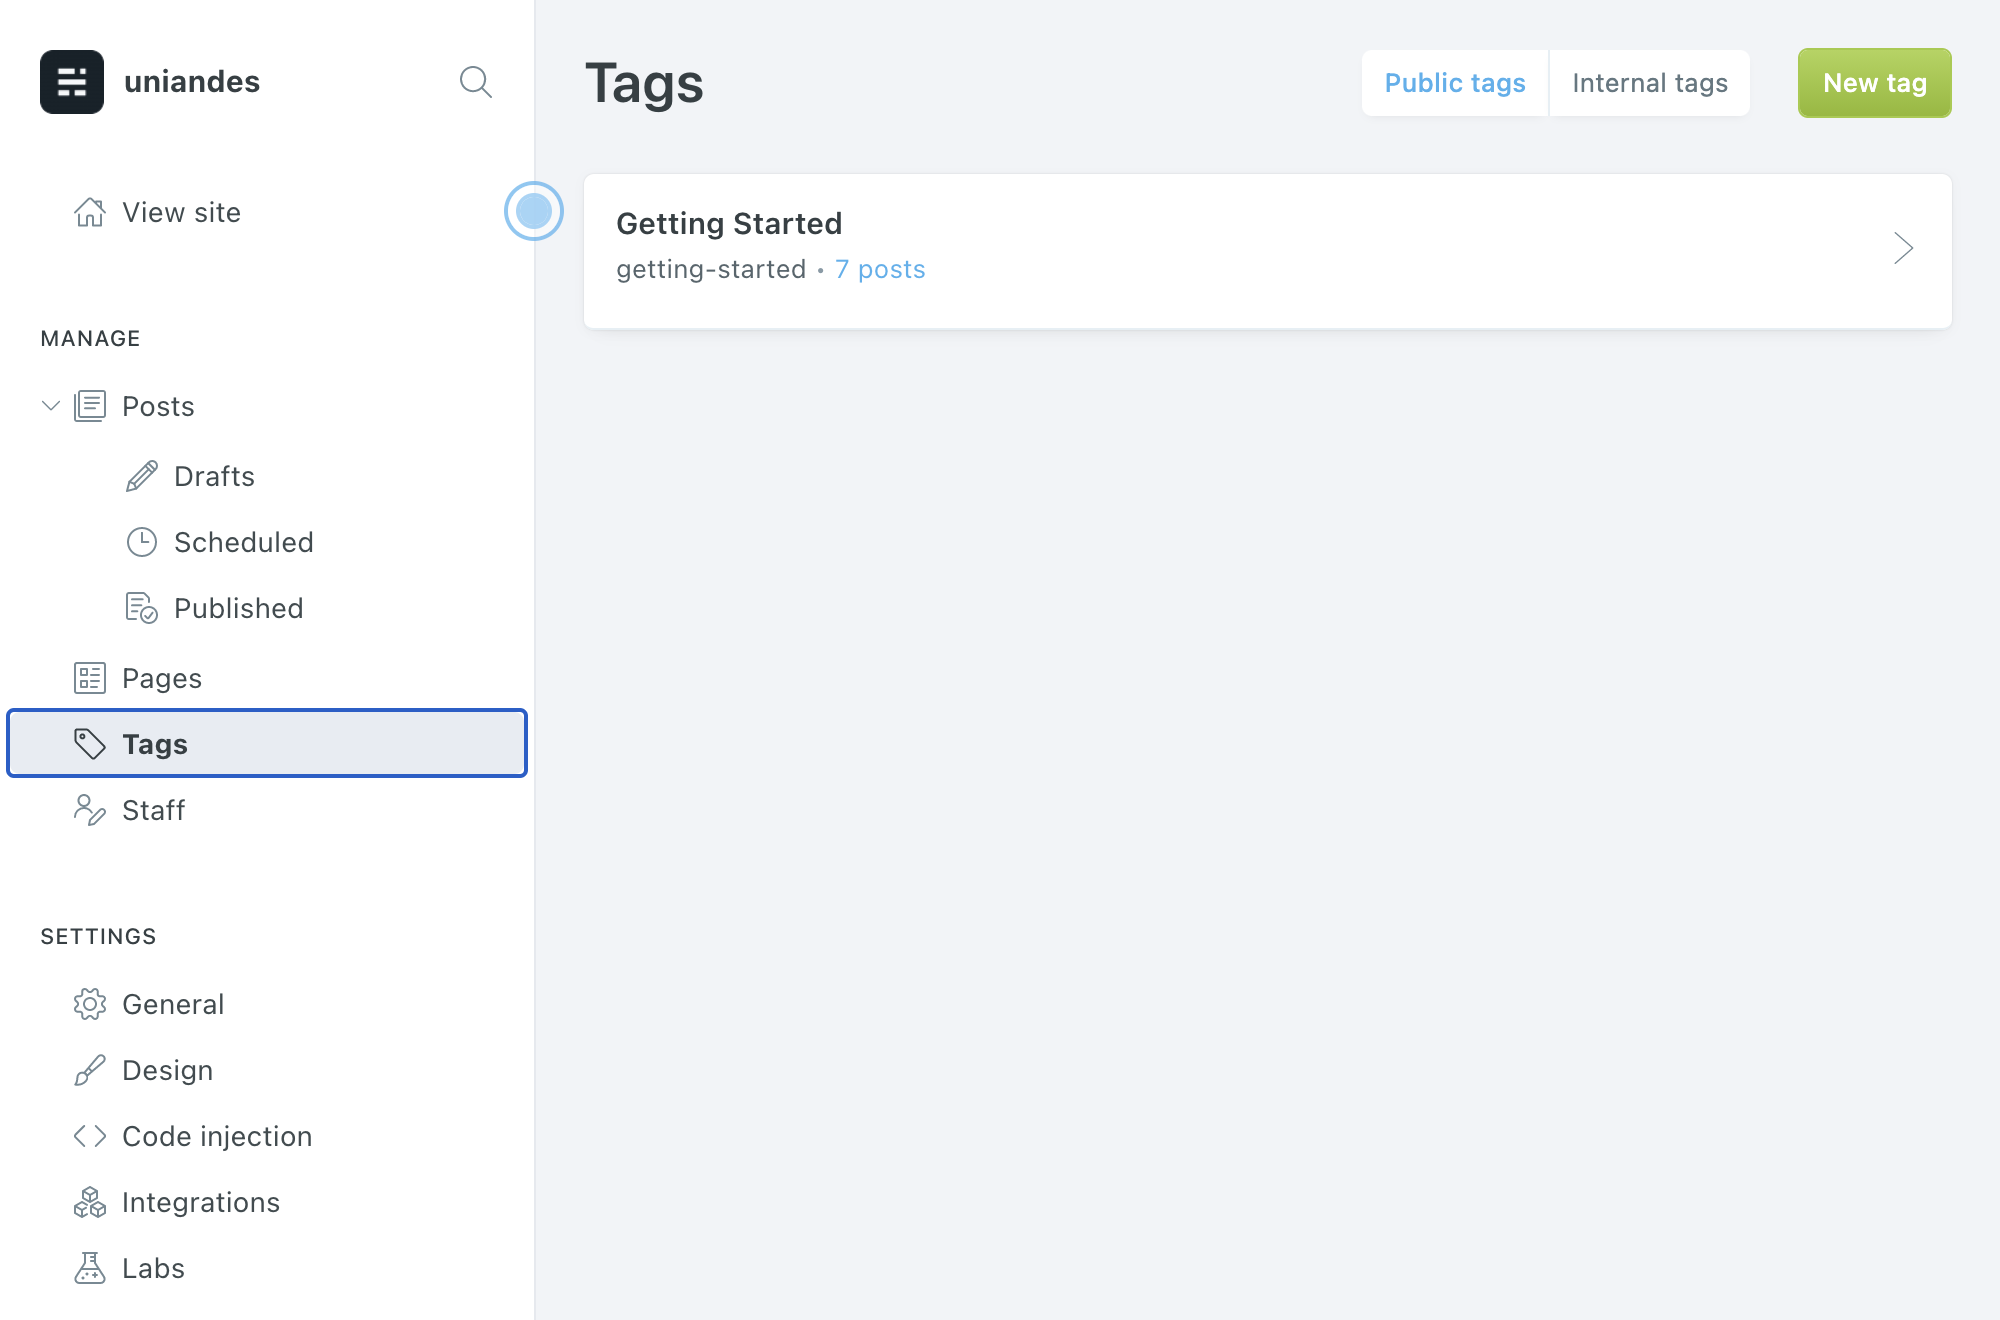 uniandes
View site
MANAGE
Posts
Drafts
Scheduled
Published
Pages
Tags
Staff
SETTINGS
General
Design
Code injection
Integrations
Labs
Tags
Public tags
Internal tags
New tag
Getting Started
getting-started • 7 posts